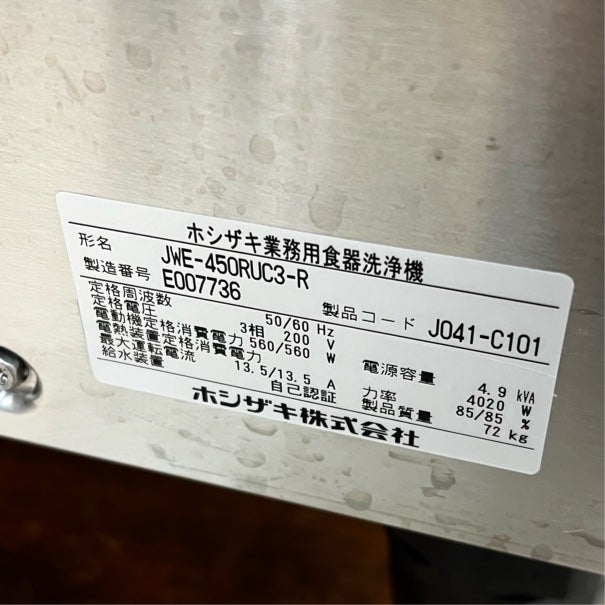 ホシザキ業務用食器洗浄機
形名 JWE-450RUC3-R
製造番号 E007736 製品コード J041-C101
定格周波数 50/60 Hz
定格電圧 3相 200 V 電源容量 4.9 kVA
電動機定格消費電力 560/560 W 4020 W
電熱装置定格消費電力 力率 85/85 %
最大運転電流 13.5/13.5 A 製品質量 72 kg
給水装置 自己認証
ホシザキ株式会社